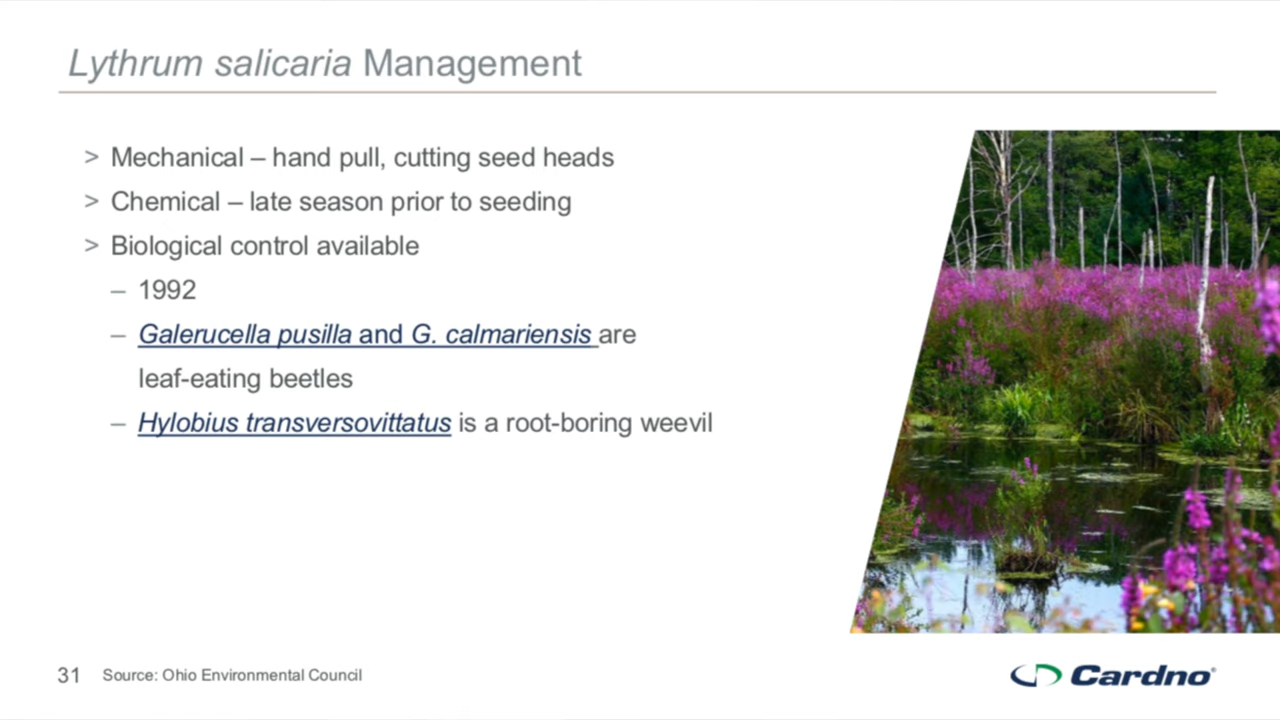 Lythrum salicaria Management
> Mechanical – hand pull, cutting seed heads
> Chemical – late season prior to seeding
> Biological control available
– 1992
– Galerucella pusilla and G. calmariensis are
leaf-eating beetles
– Hylobius transversovittatus is a root-boring weevil
31 Source: Ohio Environmental Council
Cardno®